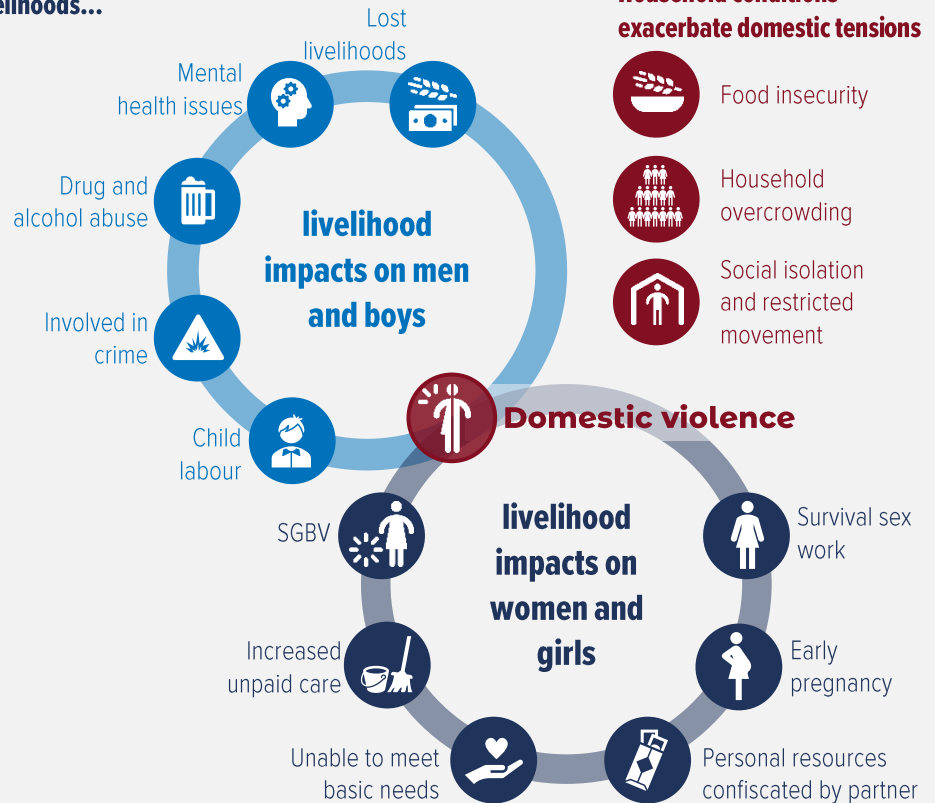 Lost
livelihoods
Mental
health issues
Drug and
alcohol abuse
Involved in
crime
Child
labour
livelihood
impacts on men
and boys
exacerbate domestic tensions
Food insecurity
Household
overcrowding
Social isolation
and restricted
movement
Domestic violence
SGBV
Increased
unpaid care
Unable to meet
basic needs
livelihood
impacts on
women and
girls
Survival sex
work
Early
pregnancy
Personal resources
confiscated by partner